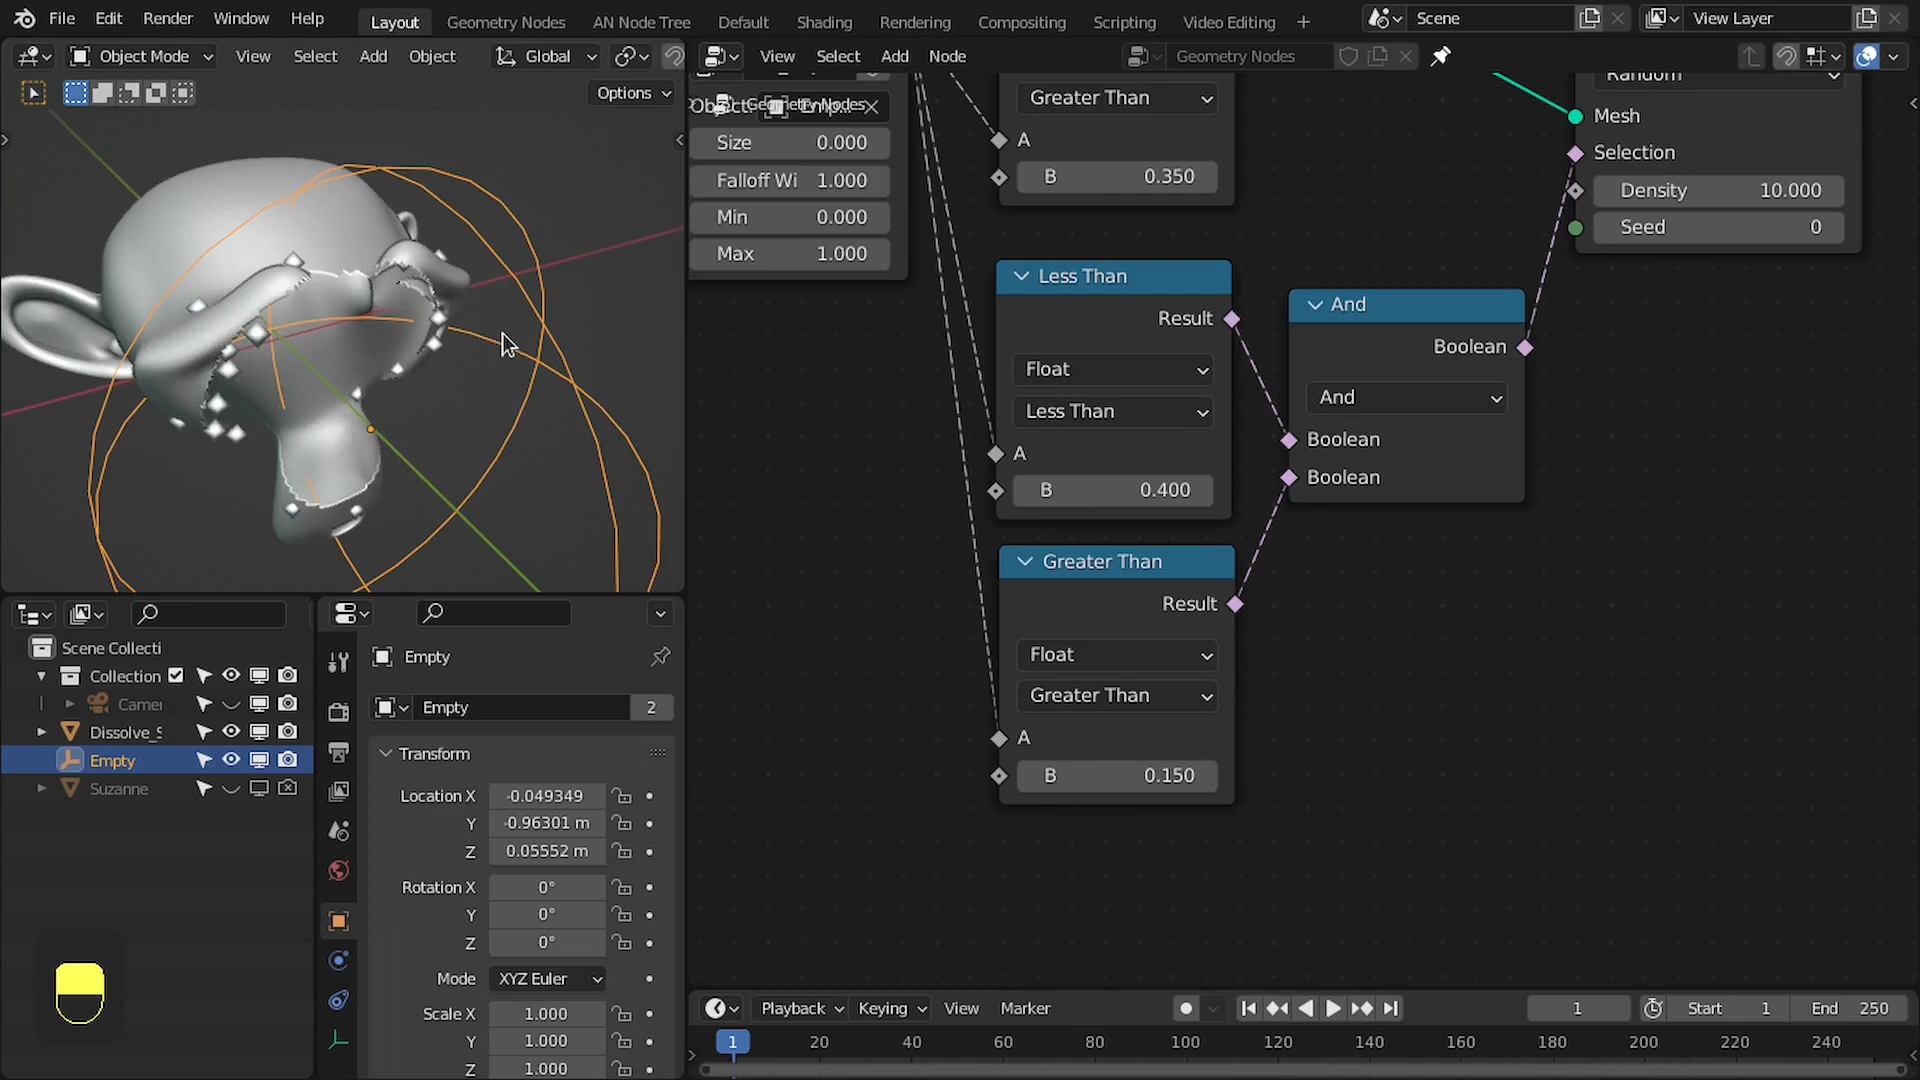 File Edit Render Window Help Layout Geometry Nodes AN Node Tree Default Shading Rendering Compositing Scripting Video Editing + Scene View Layer
Object Mode View Select Add Object Global View Select Add Node Geometry Nodes
Options
Object: Emp...
Geometry Nodes
Size 0.000
Falloff Wi 1.000
Min 0.000
Max 1.000
Greater Than
A
B 0.350
Random
Mesh
Selection
Density 10.000
Seed 0
Less Than
Result
Float
Less Than
A
B 0.400
And
Boolean
And
Boolean
Boolean
Greater Than
Result
Float
Greater Than
A
B 0.150
Scene Collecti
Collection
Camer
Dissolve_S
Empty
Suzanne
Empty
Empty 2
Transform
Location X -0.049349
Y -0.96301 m
Z 0.05552 m
Rotation X 0°
Y 0°
Z 0°
Mode XYZ Euler
Scale X 1.000
Y 1.000
Z 1.000
Playback Keying View Marker 1 Start 1 End 250
1 20 40 60 80 100 120 140 160 180 200 220 240